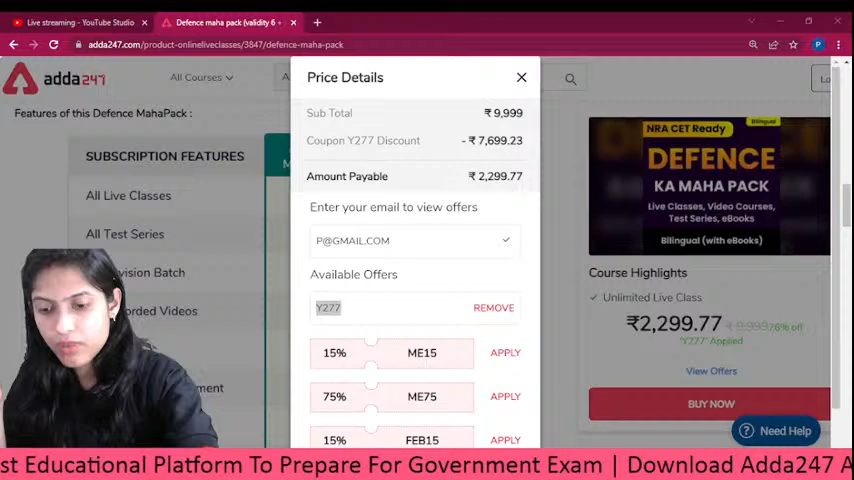 Live streaming - YouTube Studio
Defence maha pack (validity 6 +
adda247.com/product-onlineliveclasses/3847/defence-maha-pack
P
adda247
All Courses
Features of this Defence MahaPack :
SUBSCRIPTION FEATURES
All Live Classes
All Test Series
vision Batch
orded Videos
ment
Price Details
Sub Total ₹ 9,999
Coupon Y277 Discount - ₹ 7,699.23
Amount Payable ₹ 2,299.77
Enter your email to view offers
P@GMAIL.COM
Available Offers
Y277 REMOVE
15% ME15 APPLY
75% ME75 APPLY
15% FEB15 APPLY
NRA CET Ready
Bilingual
DEFENCE
KA MAHA PACK
Live Classes, Video Courses,
Test Series, eBooks
Bilingual (with eBooks)
Course Highlights
Unlimited Live Class
₹2,299.77 ₹ 9,999 76% off
"Y277" Applied
View Offers
BUY NOW
Need Help
st Educational Platform To Prepare For Government Exam | Download Adda247 A